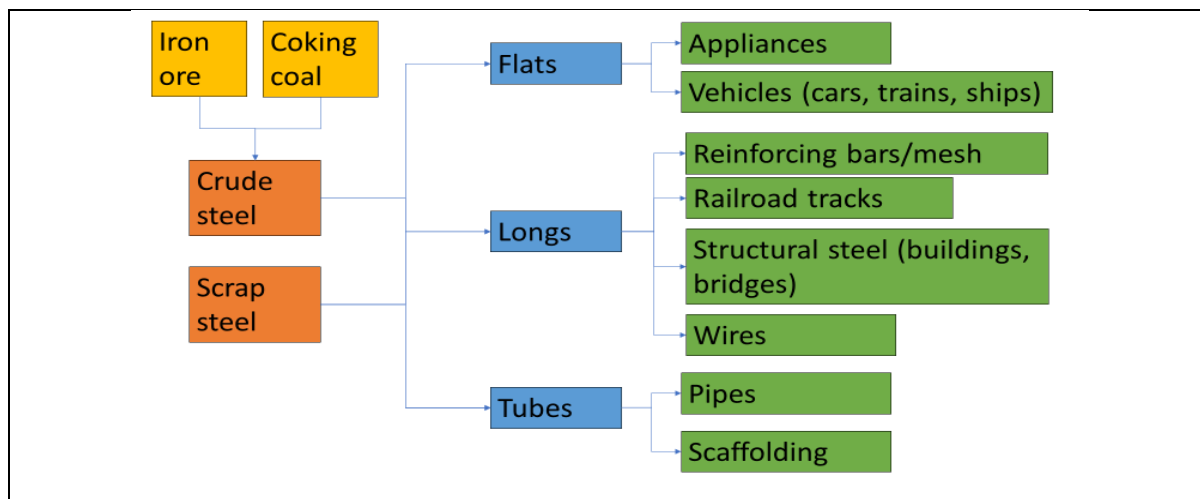 Iron
ore
Coking
coal
Crude
steel
Scrap
steel
Flats
Longs
Tubes
Appliances
Vehicles (cars, trains, ships)
Reinforcing bars/mesh
Railroad tracks
Structural steel (buildings,
bridges)
Wires
Pipes
Scaffolding